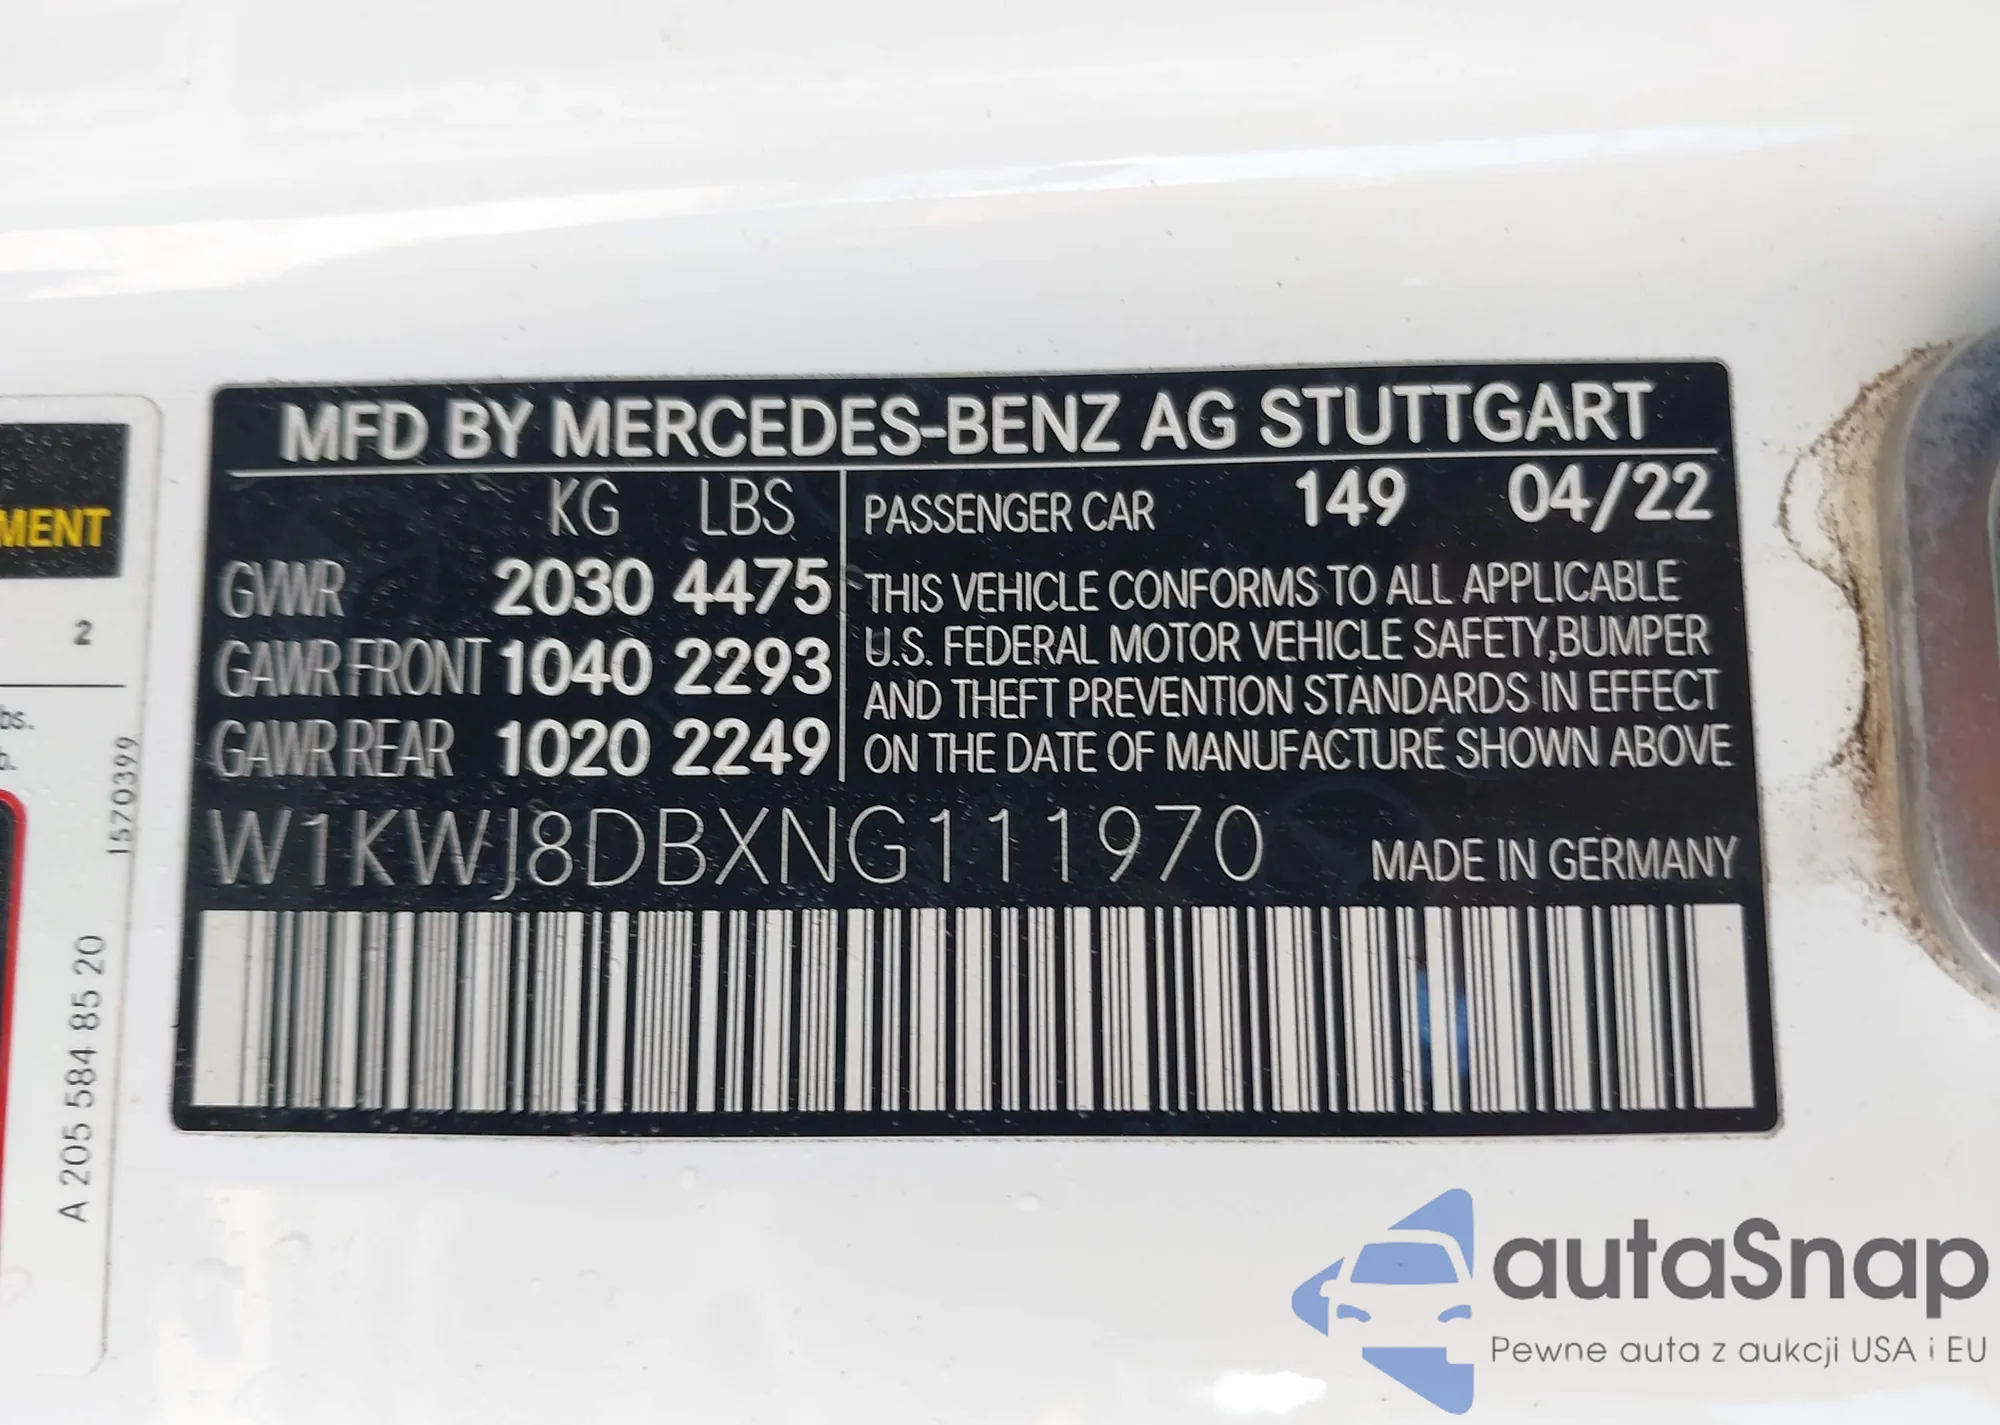 MFD BY MERCEDES-BENZ AG STUTTGART
KG LBS
GVWR 2030 4475
GAWR FRONT 1040 2293
GAWR REAR 1020 2249
PASSENGER CAR 149 04/22
THIS VEHICLE CONFORMS TO ALL APPLICABLE
U.S. FEDERAL MOTOR VEHICLE SAFETY,BUMPER
AND THEFT PREVENTION STANDARDS IN EFFECT
ON THE DATE OF MANUFACTURE SHOWN ABOVE
W1KWJ8DBXNG111970
MADE IN GERMANY
MENT
2
bs.
b.
1570399
A 205 584 85 20
autaSnap
Pewne auta z aukcji USA i EU